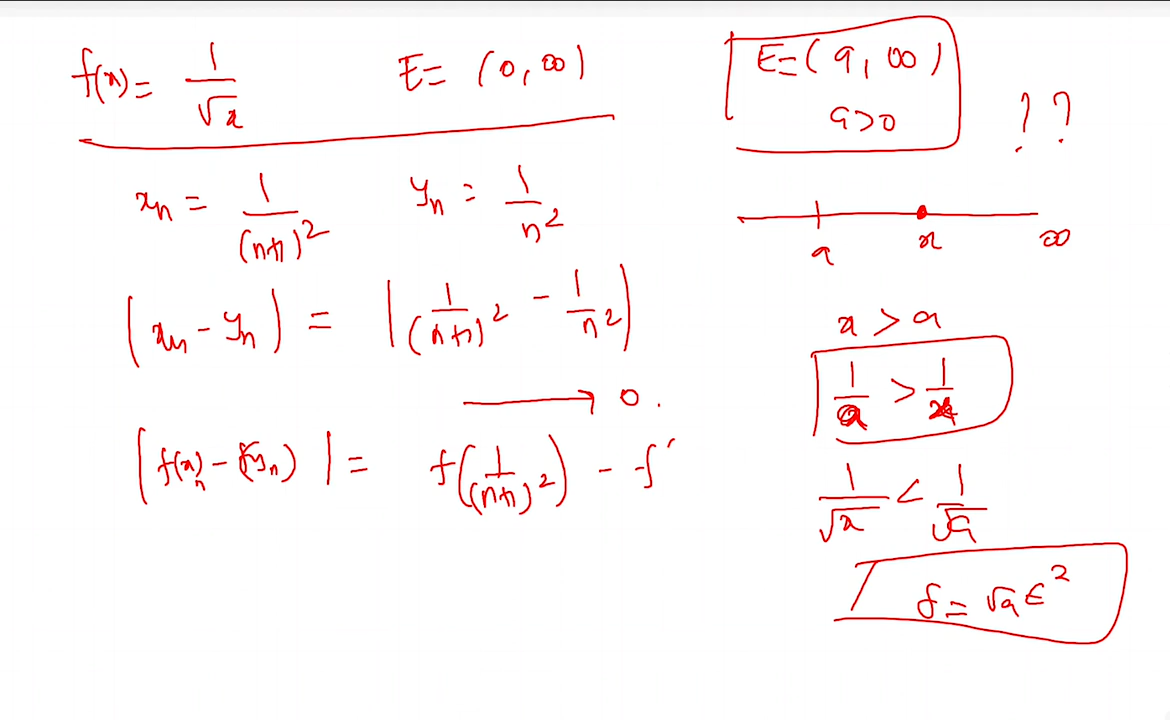 f(x) = 1/√x E = (0, ∞)
xₙ = 1/(n+1)² yₙ = 1/n²
|xₙ - yₙ| = |1/(n+1)² - 1/n²|
⟶ 0.
|f(xₙ) - f(yₙ)| = f(1/(n+1)²) - f
E = (a, ∞)
a>0
??
a x ∞
x > a
1/a > 1/x
1/√x < 1/√a
δ = √a ϵ²